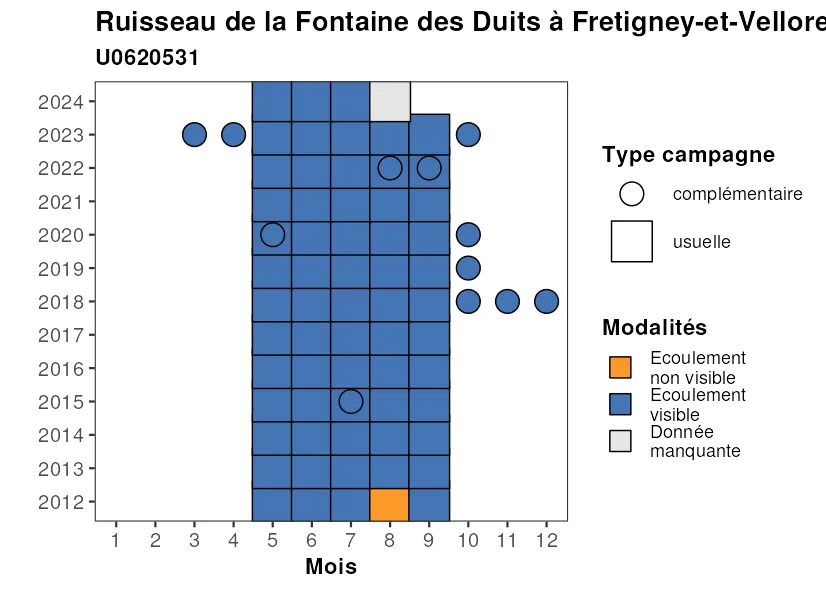 Ruisseau de la Fontaine des Duits à Fretigney-et-Vellore
U0620531
2024
2023
2022
2021
2020
2019
2018
2017
2016
2015
2014
2013
2012
1 2 3 4 5 6 7 8 9 10 11 12
Mois
Type campagne
complémentaire
usuelle
Modalités
Ecoulement
non visible
Ecoulement
visible
Donnée
manquante